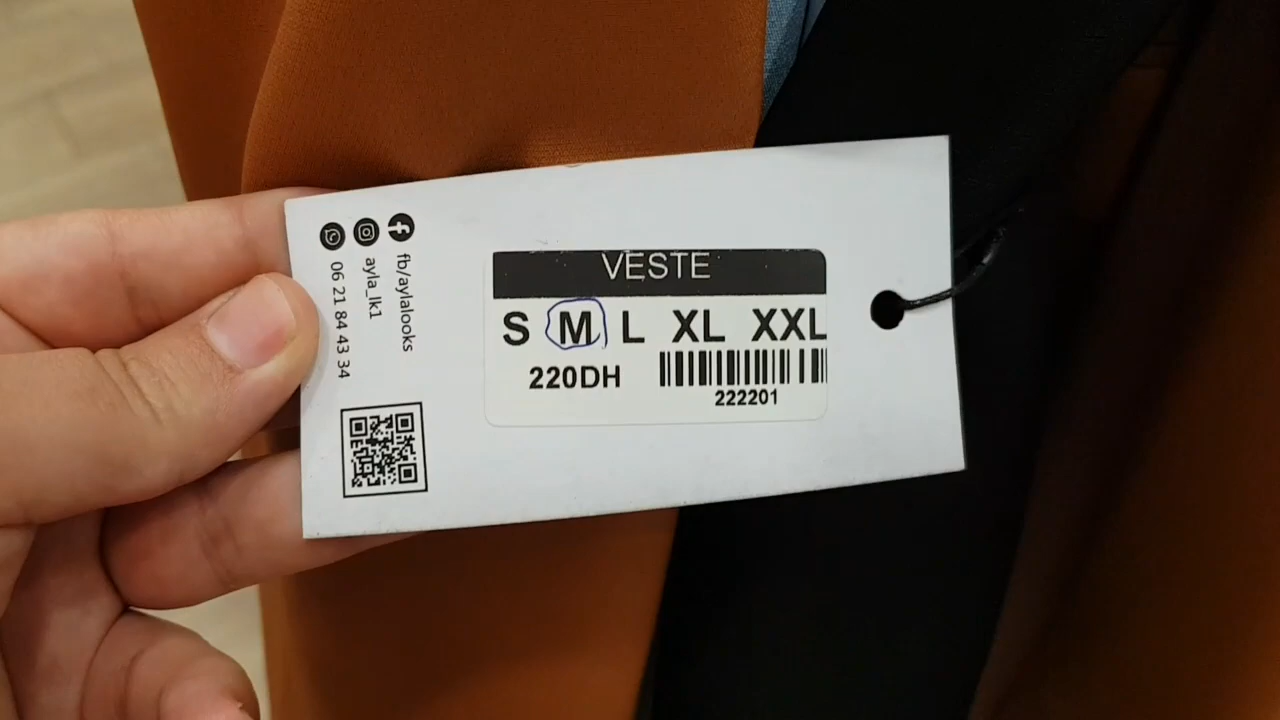 VESTE
S M L XL XXL
220DH
222201
fb/aylalooks
ayla_lk1
06 21 84 43 34